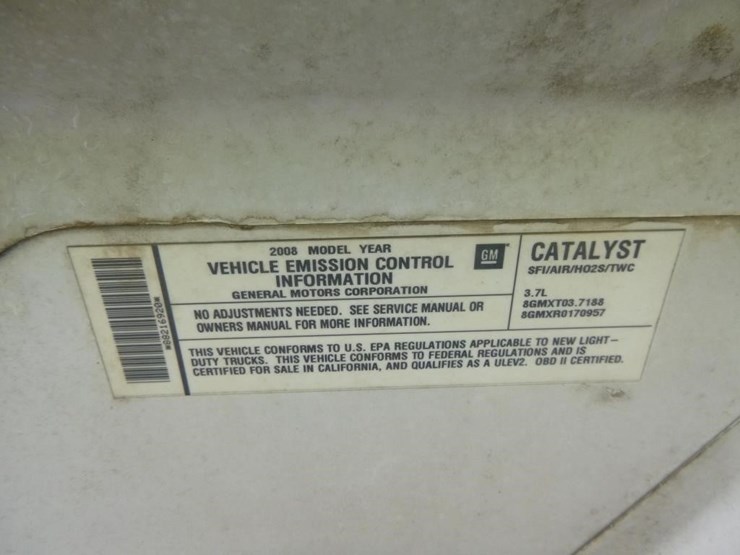 2008 MODEL YEAR
VEHICLE EMISSION CONTROL
INFORMATION
GENERAL MOTORS CORPORATION
GM
NO ADJUSTMENTS NEEDED. SEE SERVICE MANUAL OR
OWNERS MANUAL FOR MORE INFORMATION.
CATALYST
SFI/AIR/HO2S/TWC
3.7L
8GMXT03.7188
8GMXR0170957
THIS VEHICLE CONFORMS TO U.S. EPA REGULATIONS APPLICABLE TO NEW LIGHT-
DUTY TRUCKS. THIS VEHICLE CONFORMS TO FEDERAL REGULATIONS AND IS
CERTIFIED FOR SALE IN CALIFORNIA, AND QUALIFIES AS A ULEV2. OBD II CERTIFIED.